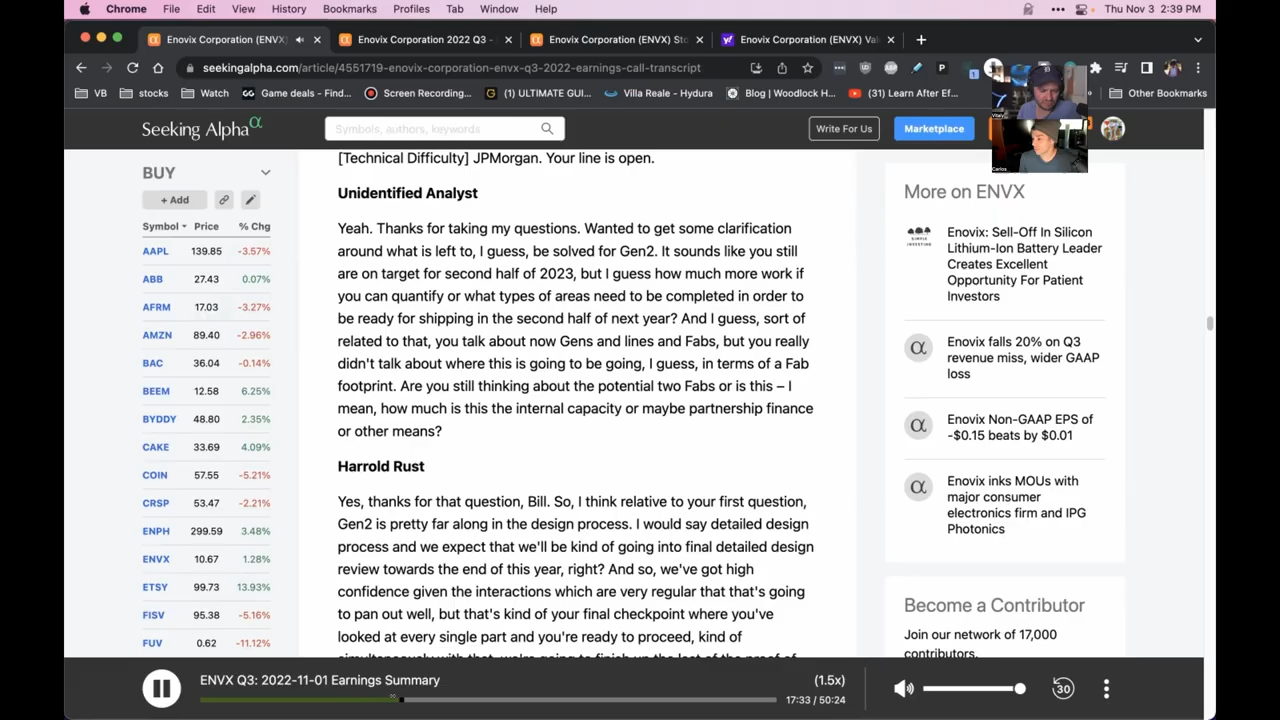 Chrome File Edit View History Bookmarks Profiles Tab Window Help
Thu Nov 3 2:39 PM
Enovix Corporation (ENVX)
Enovix Corporation 2022 Q3 -
Enovix Corporation (ENVX) Sto
Enovix Corporation (ENVX) Val
seekingalpha.com/article/4551719-enovix-corporation-envx-q3-2022-earnings-call-transcript
VB stocks Watch Game deals - Find... Screen Recording... (1) ULTIMATE GUI... Villa Reale - Hydura Blog | Woodlock H... (31) Learn After Ef... Other Bookmarks
Seeking Alpha α
Symbols, authors, keywords
Write For Us
Marketplace
Carlos
BUY
+ Add
Symbol Price % Chg
AAPL 139.85 -3.57%
ABB 27.43 0.07%
AFRM 17.03 -3.27%
AMZN 89.40 -2.96%
BAC 36.04 -0.14%
BEEM 12.58 6.25%
BYDDY 48.80 2.35%
CAKE 33.69 4.09%
COIN 57.55 -5.21%
CRSP 53.47 -2.21%
ENPH 299.59 3.48%
ENVX 10.67 1.28%
ETSY 99.73 13.93%
FISV 95.38 -5.16%
FUV 0.62 -11.12%
[Technical Difficulty] JPMorgan. Your line is open.
Unidentified Analyst
Yeah. Thanks for taking my questions. Wanted to get some clarification
around what is left to, I guess, be solved for Gen2. It sounds like you still
are on target for second half of 2023, but I guess how much more work if
you can quantify or what types of areas need to be completed in order to
be ready for shipping in the second half of next year? And I guess, sort of
related to that, you talk about now Gens and lines and Fabs, but you really
didn't talk about where this is going to be going, I guess, in terms of a Fab
footprint. Are you still thinking about the potential two Fabs or is this – I
mean, how much is this the internal capacity or maybe partnership finance
or other means?
Harrold Rust
Yes, thanks for that question, Bill. So, I think relative to your first question,
Gen2 is pretty far along in the design process. I would say detailed design
process and we expect that we'll be kind of going into final detailed design
review towards the end of this year, right? And so, we've got high
confidence given the interactions which are very regular that that's going
to pan out well, but that's kind of your final checkpoint where you've
looked at every single part and you're ready to proceed, kind of
simultaneously with that, we're going to finish up the last of the proof of
More on ENVX
Enovix: Sell-Off In Silicon
Lithium-Ion Battery Leader
Creates Excellent
Opportunity For Patient
Investors
Enovix falls 20% on Q3
revenue miss, wider GAAP
loss
Enovix Non-GAAP EPS of
-$0.15 beats by $0.01
Enovix inks MOUs with
major consumer
electronics firm and IPG
Photonics
Become a Contributor
Join our network of 17,000
contributors.
ENVX Q3: 2022-11-01 Earnings Summary
(1.5x)
17:33 / 50:24
30